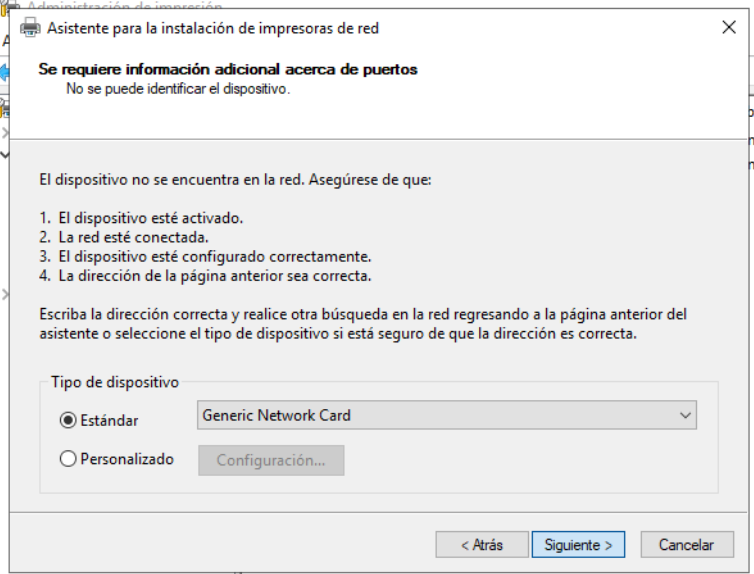 Administración de impresión
Asistente para la instalación de impresoras de red
Se requiere información adicional acerca de puertos
No se puede identificar el dispositivo.
El dispositivo no se encuentra en la red. Asegúrese de que:
1. El dispositivo esté activado.
2. La red esté conectada.
3. El dispositivo esté configurado correctamente.
4. La dirección de la página anterior sea correcta.
Escriba la dirección correcta y realice otra búsqueda en la red regresando a la página anterior del
asistente o seleccione el tipo de dispositivo si está seguro de que la dirección es correcta.
Tipo de dispositivo
Estándar
Generic Network Card
Personalizado
Configuración...
< Atrás
Siguiente >
Cancelar